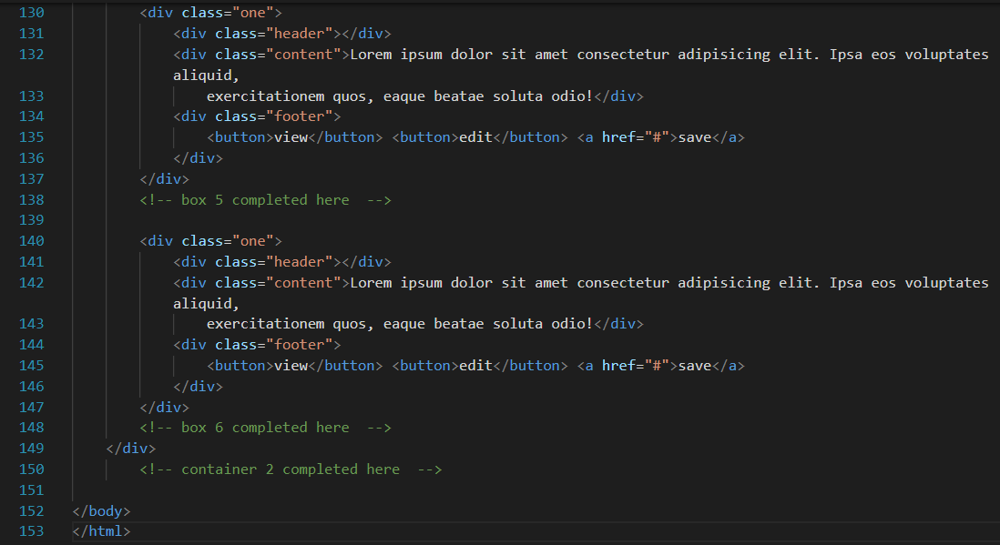 130 <div class="one">
131 <div class="header"></div>
132 <div class="content">Lorem ipsum dolor sit amet consectetur adipisicing elit. Ipsa eos voluptates
aliquid,
133 exercitationem quos, eaque beatae soluta odio!</div>
134 <div class="footer">
135 <button>view</button> <button>edit</button> <a href="#">save</a>
136 </div>
137 </div>
138 <!-- box 5 completed here  -->
139
140 <div class="one">
141 <div class="header"></div>
142 <div class="content">Lorem ipsum dolor sit amet consectetur adipisicing elit. Ipsa eos voluptates
aliquid,
143 exercitationem quos, eaque beatae soluta odio!</div>
144 <div class="footer">
145 <button>view</button> <button>edit</button> <a href="#">save</a>
146 </div>
147 </div>
148 <!-- box 6 completed here  -->
149 </div>
150 <!-- container 2 completed here  -->
151
152 </body>
153 </html>